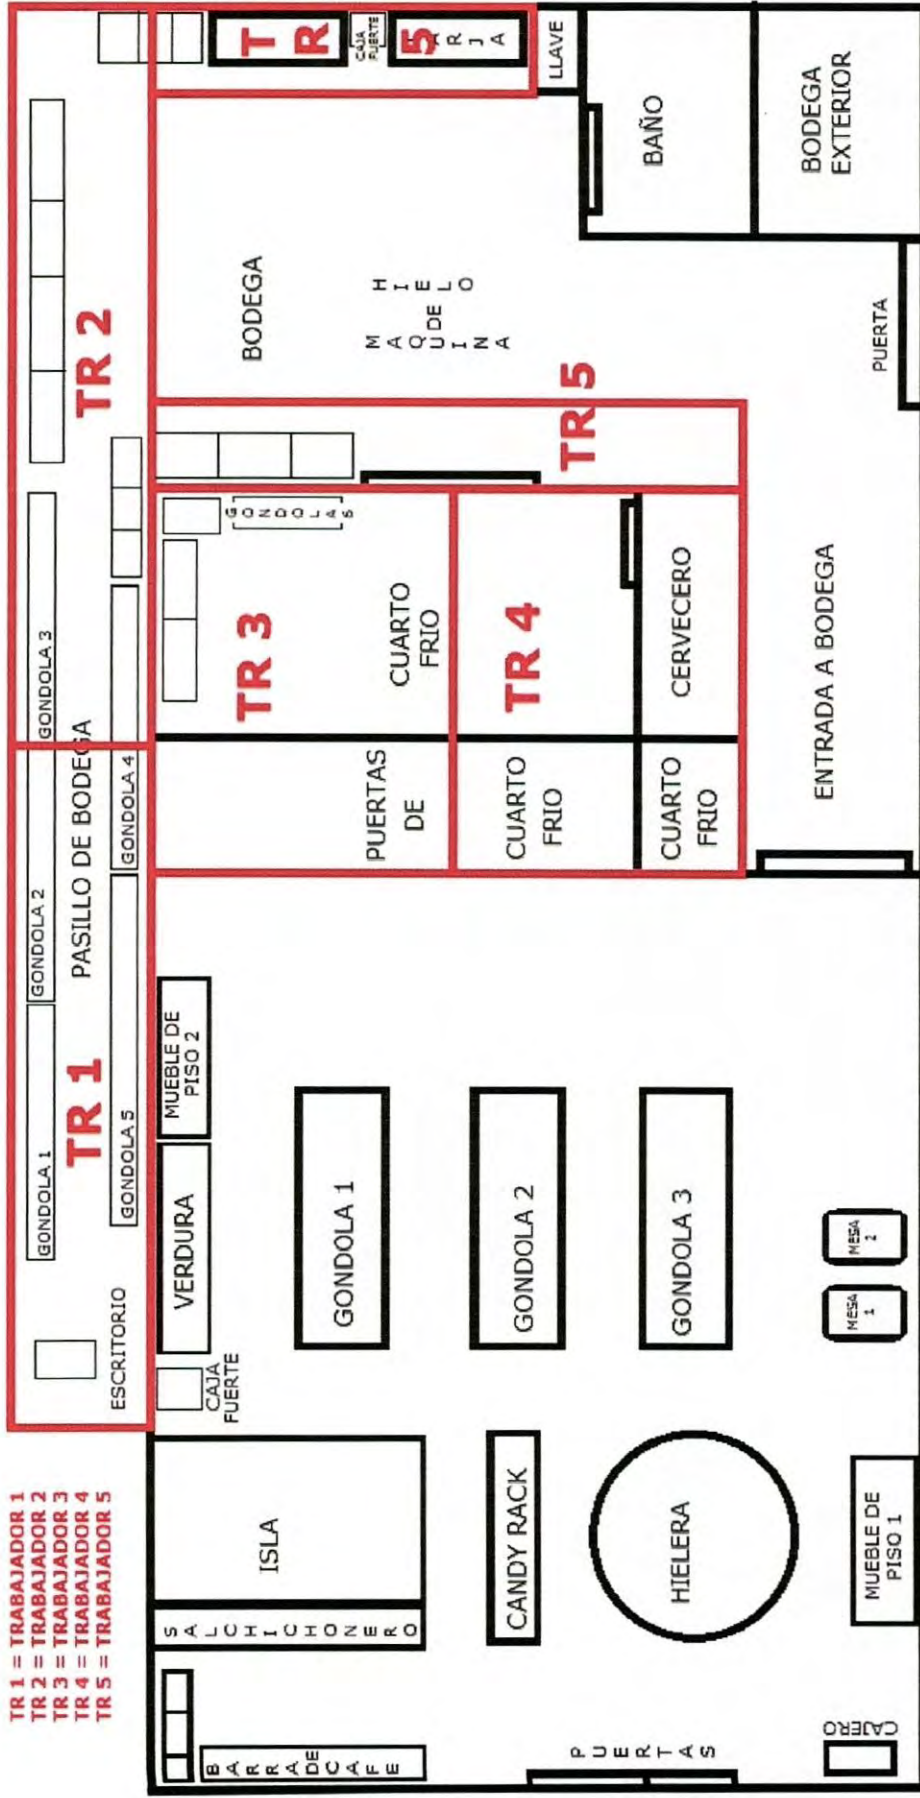 TR 1 = TRABAJADOR 1
TR 2 = TRABAJADOR 2
TR 3 = TRABAJADOR 3
TR 4 = TRABAJADOR 4
TR 5 = TRABAJADOR 5
ESCRITORIO
GONDOLA 1
GONDOLA 2
GONDOLA 3
TR 1
PASILLO DE BODEGA
TR 2
GONDOLA 5
GONDOLA 4
BARRA DE CAFE
SALCHICHONERO
ISLA
CAJA
FUERTE
VERDURA
MUEBLE DE
PISO 2
GONDOLA 1
GONDOLA 2
GONDOLA 3
CANDY RACK
HIELERA
PUERTAS
CAJERO
MUEBLE DE
PISO 1
MESA
1
MESA
2
PUERTAS
DE
CUARTO
FRIO
TR 3
GONDOLA 6
CUARTO
FRIO
TR 4
CUARTO
FRIO
CERVECERO
TR 5
BODEGA
MAQUINA
DE
HIELO
TR
CAJA
FUERTE
5
ARJA
LLAVE
BAÑO
BODEGA
EXTERIOR
PUERTA
ENTRADA A BODEGA